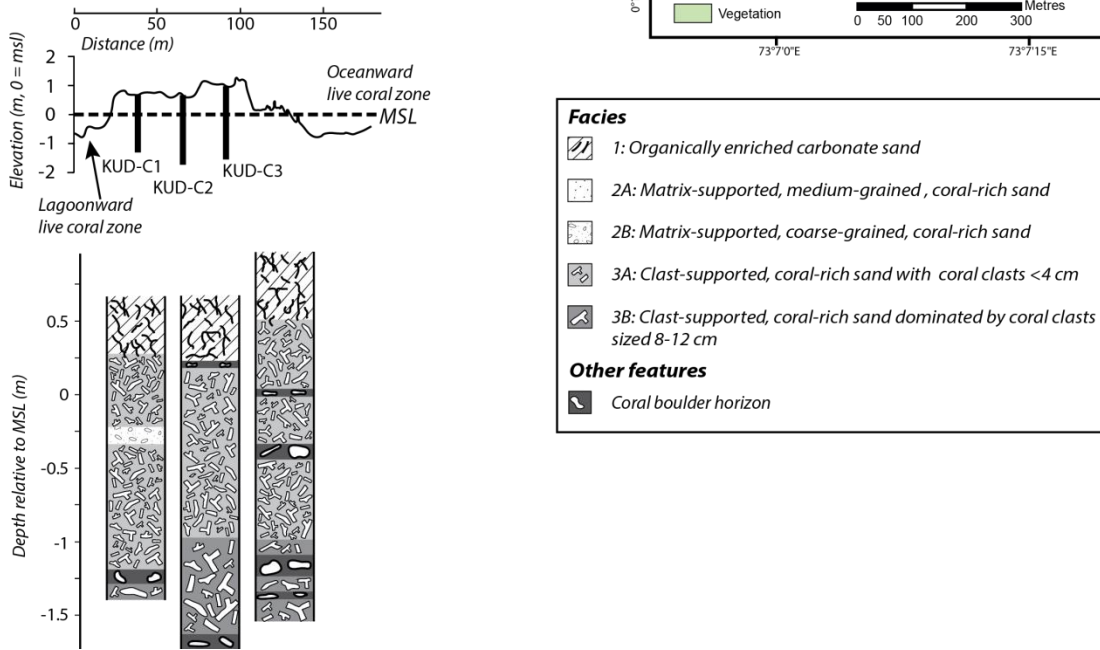 0 50 100 150
Distance (m)
Elevation (m, 0 = msl)
2
1
0
-1
-2
Oceanward
live coral zone
MSL
KUD-C1
KUD-C2
KUD-C3
Lagoonward
live coral zone
Depth relative to MSL (m)
0.5
0
-0.5
-1
-1.5
Vegetation
Metres
0 50 100 200 300
73°7'0"E
73°7'15"E
Facies
1: Organically enriched carbonate sand
2A: Matrix-supported, medium-grained , coral-rich sand
2B: Matrix-supported, coarse-grained, coral-rich sand
3A: Clast-supported, coral-rich sand with coral clasts <4 cm
3B: Clast-supported, coral-rich sand dominated by coral clasts
sized 8-12 cm
Other features
Coral boulder horizon